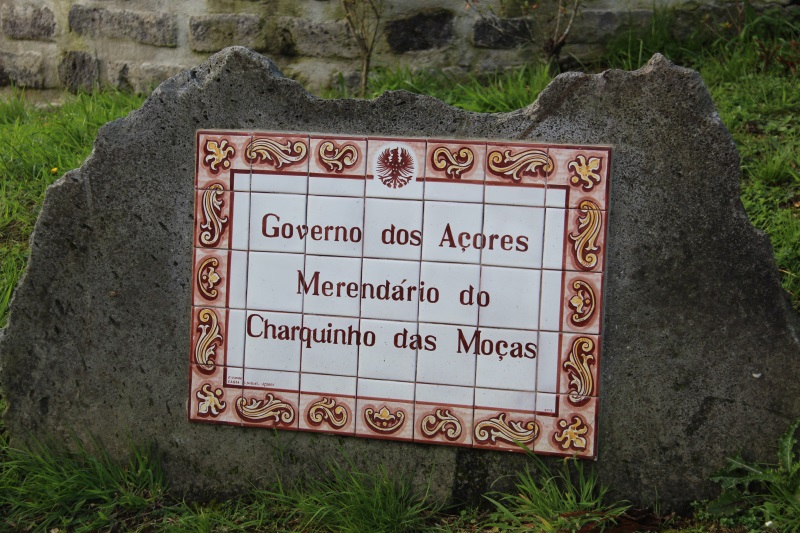 Governo dos Açores
Merendário do
Charquinho das Moças